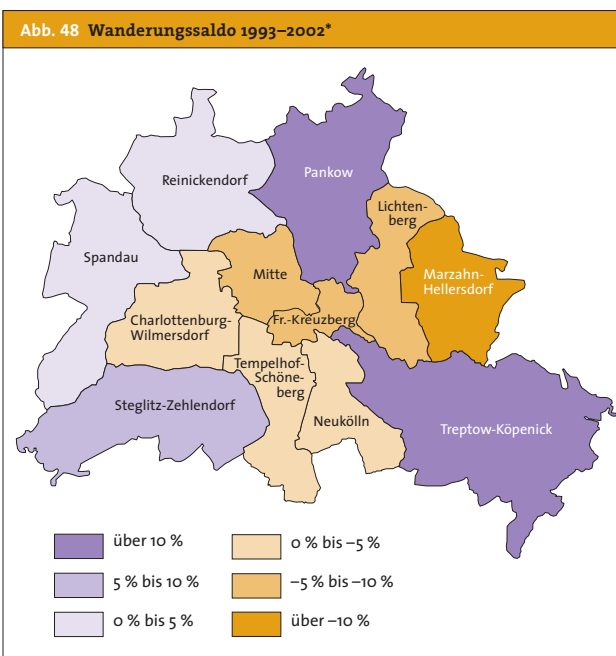 Abb. 48 Wanderungssaldo 1993–2002*
Pankow
Reinickendorf
Lichten-
berg
Spandau
Mitte
Marzahn-
Hellersdorf
Charlottenburg-
Wilmersdorf
Fr.-Kreuzberg
Tempelhof-
Schöne-
berg
Steglitz-Zehlendorf
Neukölln
Treptow-Köpenick
über 10 %
5 % bis 10 %
0 % bis 5 %
0 % bis –5 %
–5 % bis –10 %
über –10 %